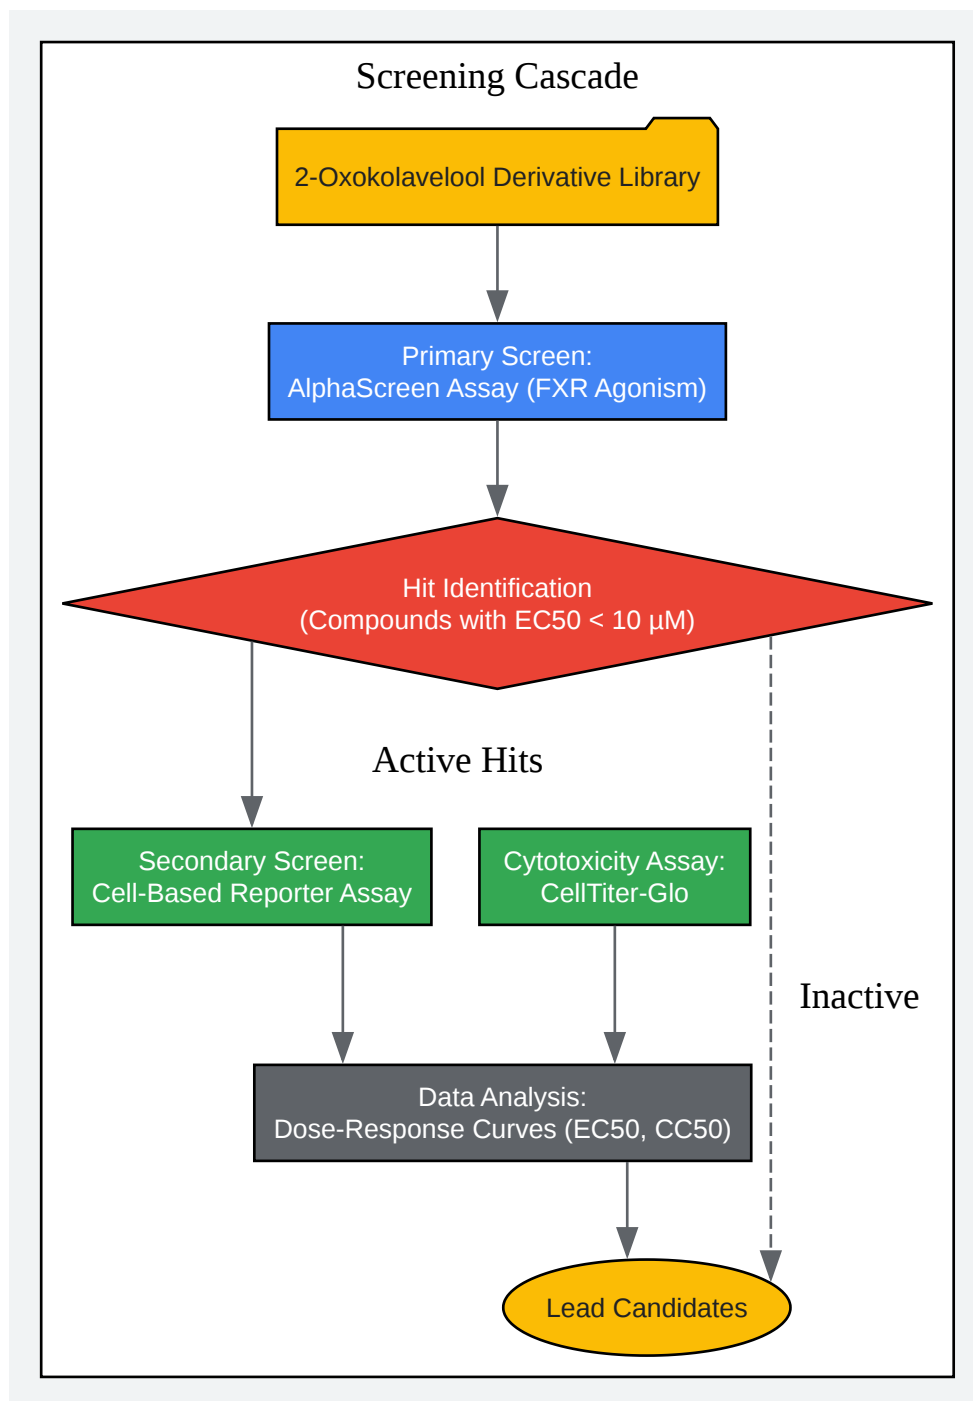 Screening Cascade
2-Oxokolavelool Derivative Library
Primary Screen:
AlphaScreen Assay (FXR Agonism)
Hit Identification
(Compounds with EC50 < 10 µM)
Active Hits
Secondary Screen:
Cell-Based Reporter Assay
Cytotoxicity Assay:
CellTiter-Glo
Inactive
Data Analysis:
Dose-Response Curves (EC50, CC50)
Lead Candidates